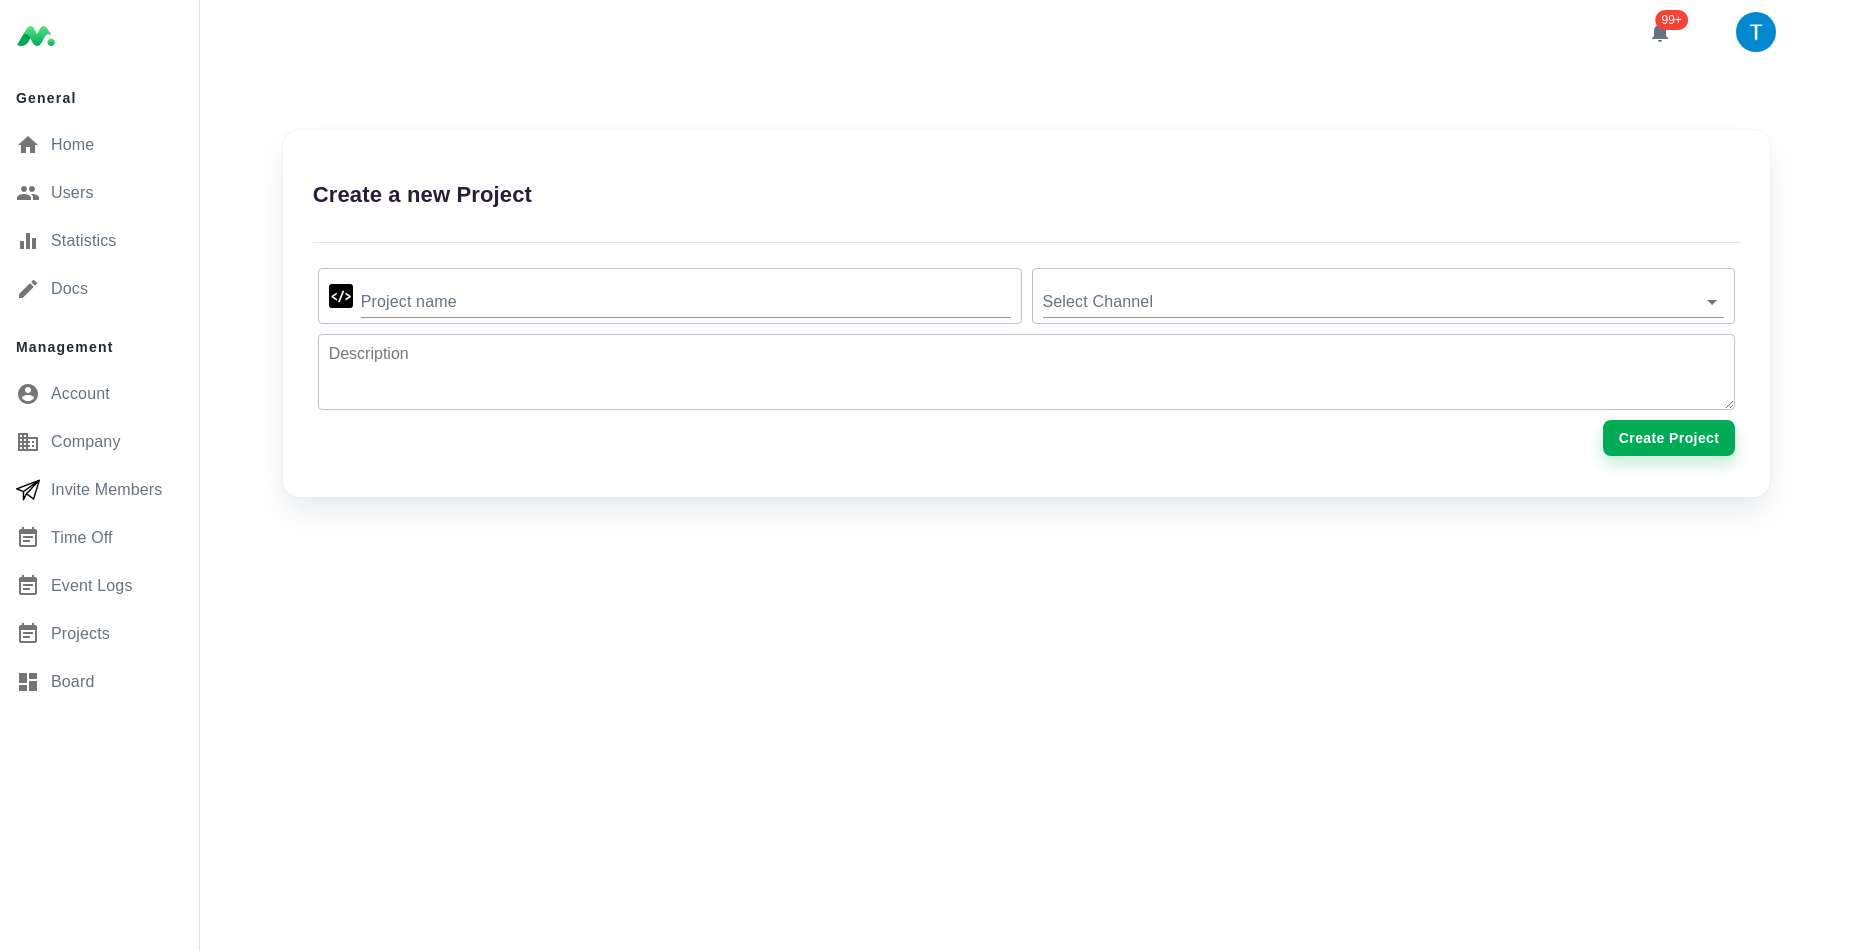 99+
T
General
Home
Users
Statistics
Docs
Management
Account
Company
Invite Members
Time Off
Event Logs
Projects
Board
Create a new Project
</> Project name
Select Channel
Description
Create Project